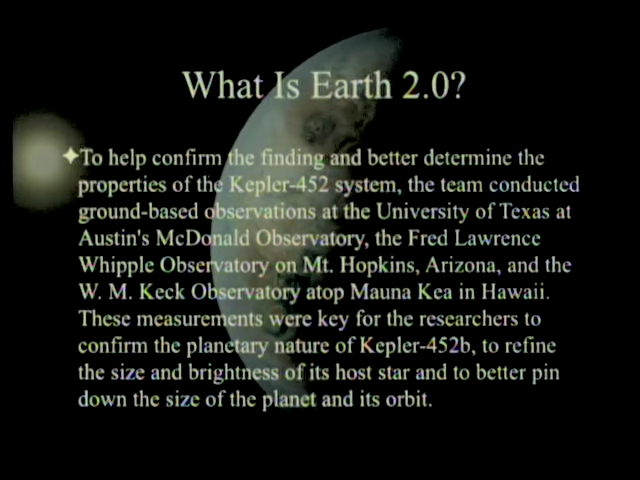 What Is Earth 2.0?
✦To help confirm the finding and better determine the
properties of the Kepler-452 system, the team conducted
ground-based observations at the University of Texas at
Austin's McDonald Observatory, the Fred Lawrence
Whipple Observatory on Mt. Hopkins, Arizona, and the
W. M. Keck Observatory atop Mauna Kea in Hawaii.
These measurements were key for the researchers to
confirm the planetary nature of Kepler-452b, to refine
the size and brightness of its host star and to better pin
down the size of the planet and its orbit.